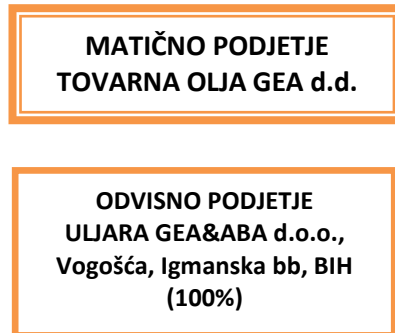 MATIČNO PODJETJE
TOVARNA OLJA GEA d.d.
ODVISNO PODJETJE
ULJARA GEA&ABA d.o.o.,
Vogošća, Igmanska bb, BIH
(100%)